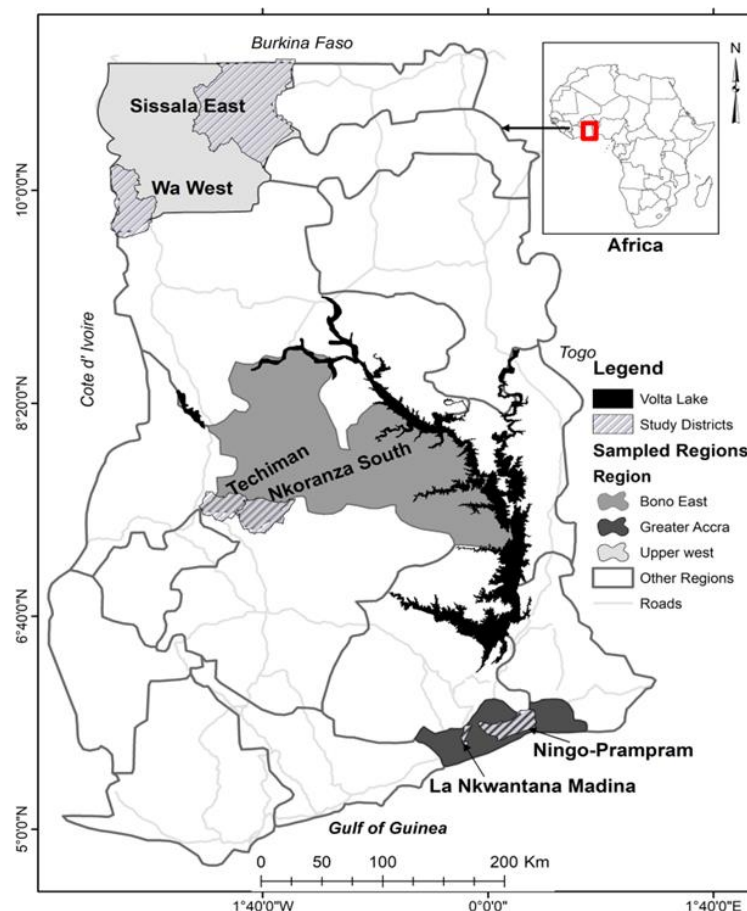 Burkina Faso
N
Sissala East
Wa West
Africa
10°0'0"N
Cote d' Ivoire
Togo
8°20'0"N
Techiman
Nkoranza South
Legend
Volta Lake
Study Districts
Sampled Regions
Region
Bono East
Greater Accra
Upper west
Other Regions
Roads
6°40'0"N
Ningo-Prampram
La Nkwantana Madina
5°0'0"N
Gulf of Guinea
0 50 100 200 Km
1°40'0"W 0°0'0" 1°40'0"E